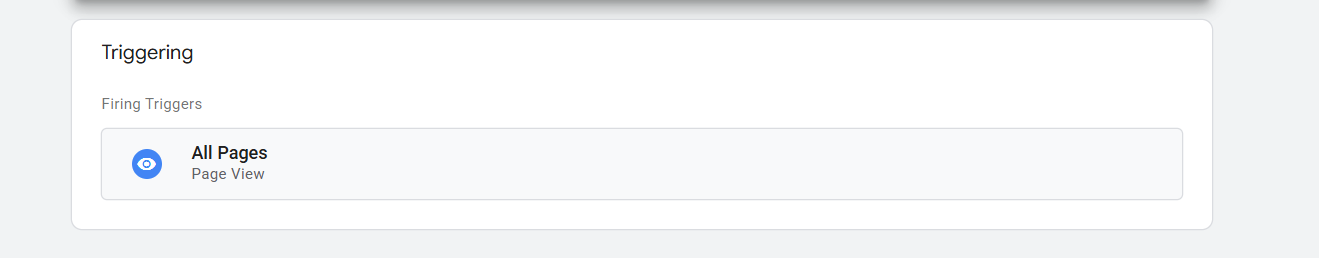 Triggering
Firing Triggers
All Pages
Page View